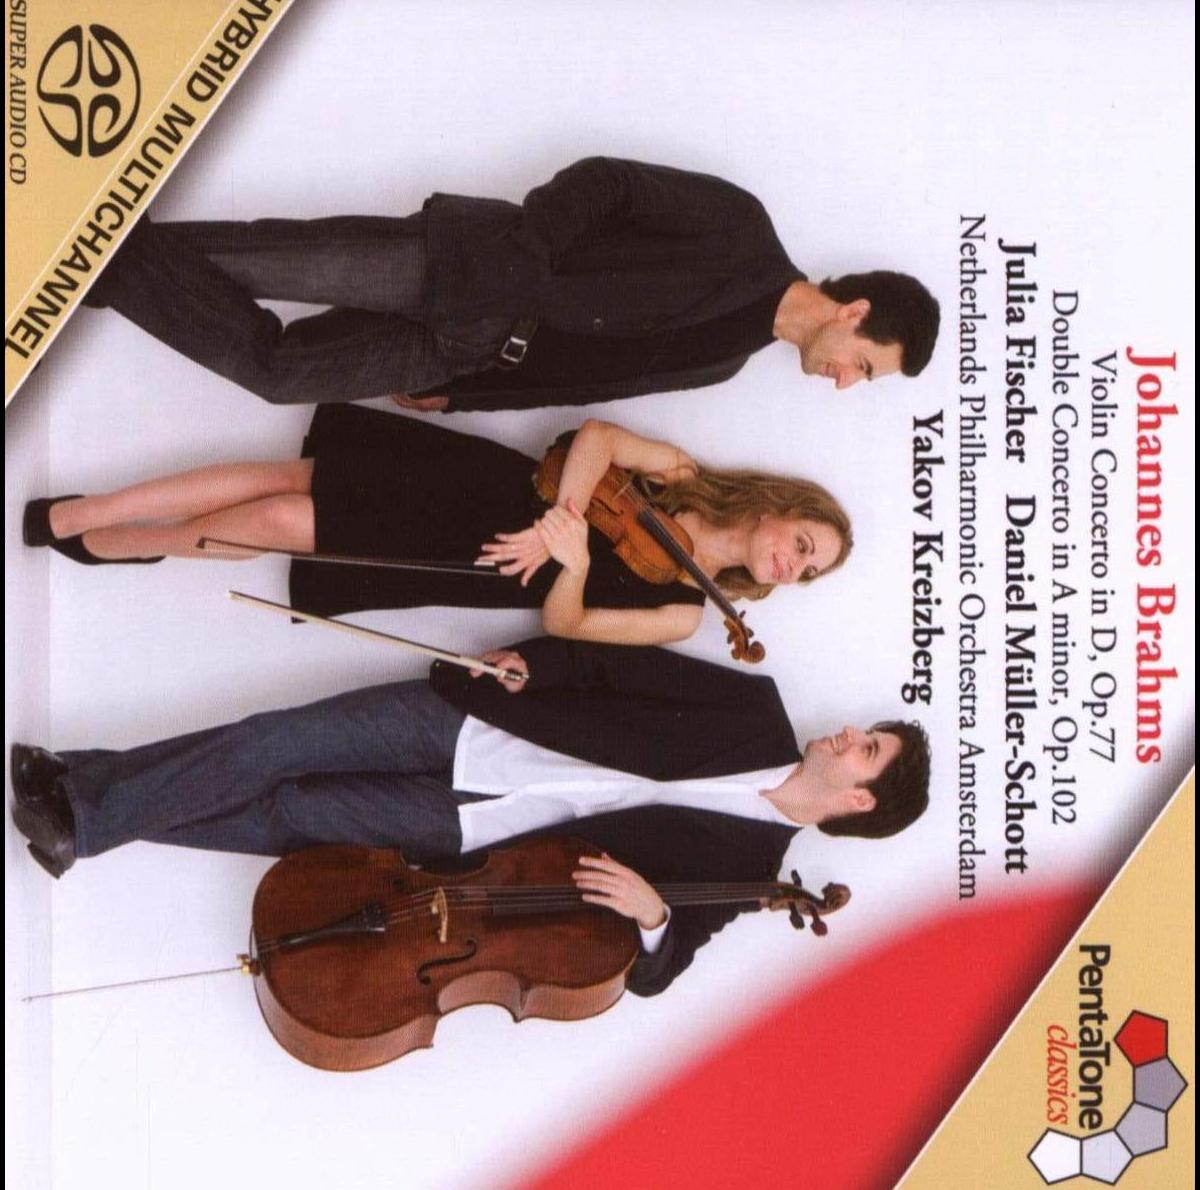 Johannes Brahms
Violin Concerto in D, Op.77
Double Concerto in A minor, Op.102
Julia Fischer Daniel Müller-Schott
Netherlands Philharmonic Orchestra Amsterdam
Yakov Kreizberg
PentaTone
classics
HYBRID MULTICHANNEL
SUPER AUDIO CD